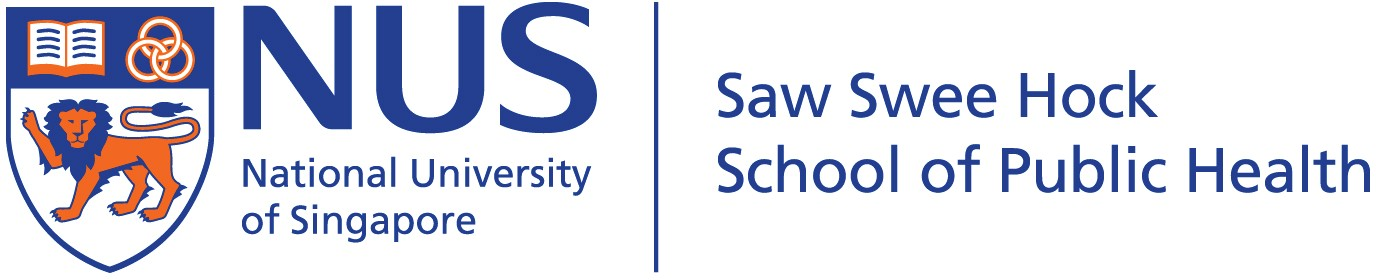 NUS
National University
of Singapore
Saw Swee Hock
School of Public Health